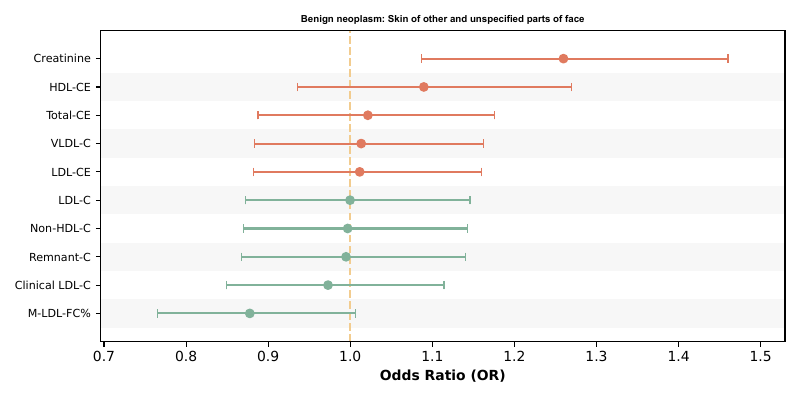 Benign neoplasm: Skin of other and unspecified parts of face
Creatinine
HDL-CE
Total-CE
VLDL-C
LDL-CE
LDL-C
Non-HDL-C
Remnant-C
Clinical LDL-C
M-LDL-FC%
0.7 0.8 0.9 1.0 1.1 1.2 1.3 1.4 1.5
Odds Ratio (OR)